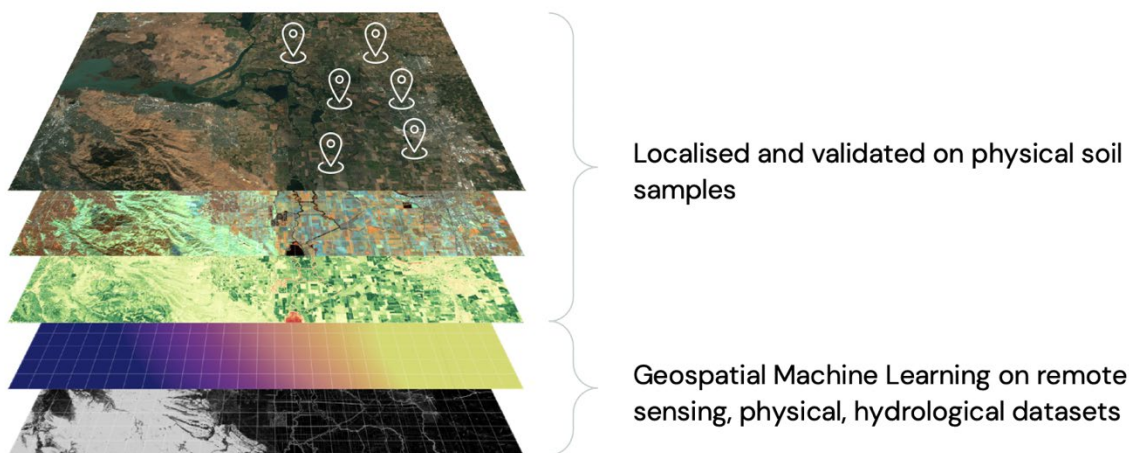 Localised and validated on physical soil
samples
Geospatial Machine Learning on remote
sensing, physical, hydrological datasets